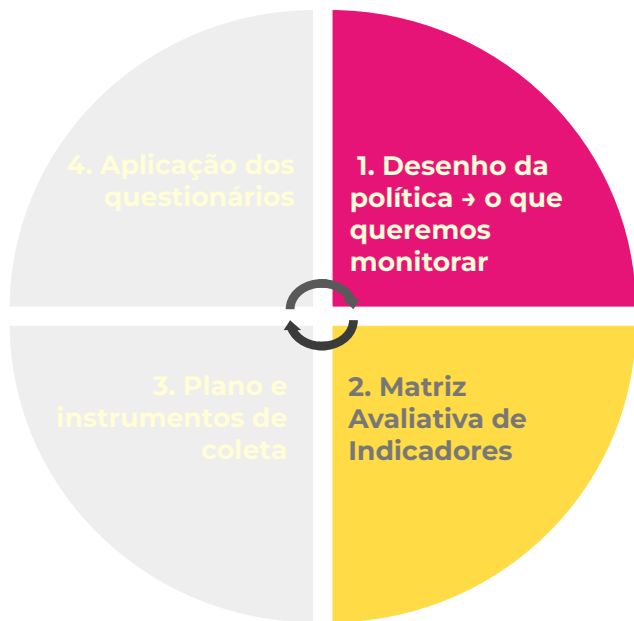 1. Desenho da
política → o que
queremos
monitorar
2. Matriz
Avaliativa de
Indicadores
3. Plano e
instrumentos de
coleta
4. Aplicação dos
questionários